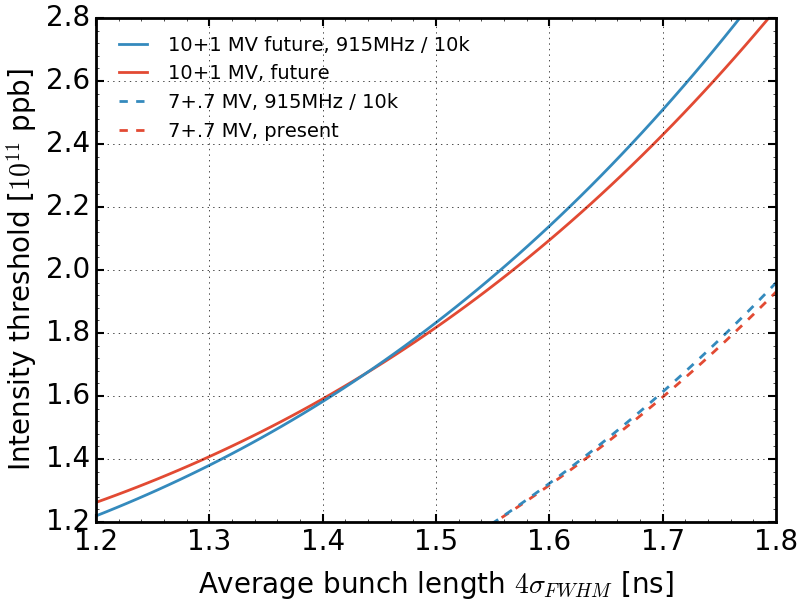 2.8
2.6
2.4
2.2
2.0
1.8
1.6
1.4
1.2
Intensity threshold [10¹¹ ppb]
10+1 MV future, 915MHz / 10k
10+1 MV, future
7+.7 MV, 915MHz / 10k
7+.7 MV, present
1.2 1.3 1.4 1.5 1.6 1.7 1.8
Average bunch length 4σ_FWHM [ns]